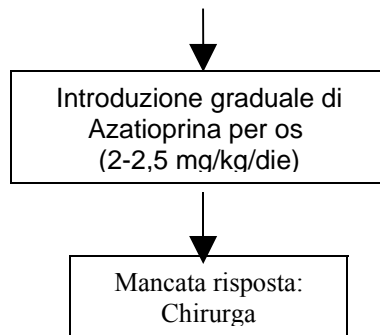 Introduzione graduale di
Azatioprina per os
(2-2,5 mg/kg/die)
Mancata risposta:
Chirurga